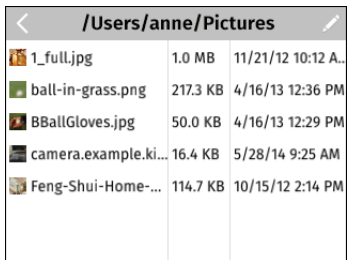 /Users/anne/Pictures
1_full.jpg 1.0 MB 11/21/12 10:12 A..
ball-in-grass.png 217.3 KB 4/16/13 12:36 PM
BBallGloves.jpg 50.0 KB 4/16/13 12:29 PM
camera.example.ki... 16.4 KB 5/28/14 9:25 AM
Feng-Shui-Home-... 114.7 KB 10/15/12 2:14 PM